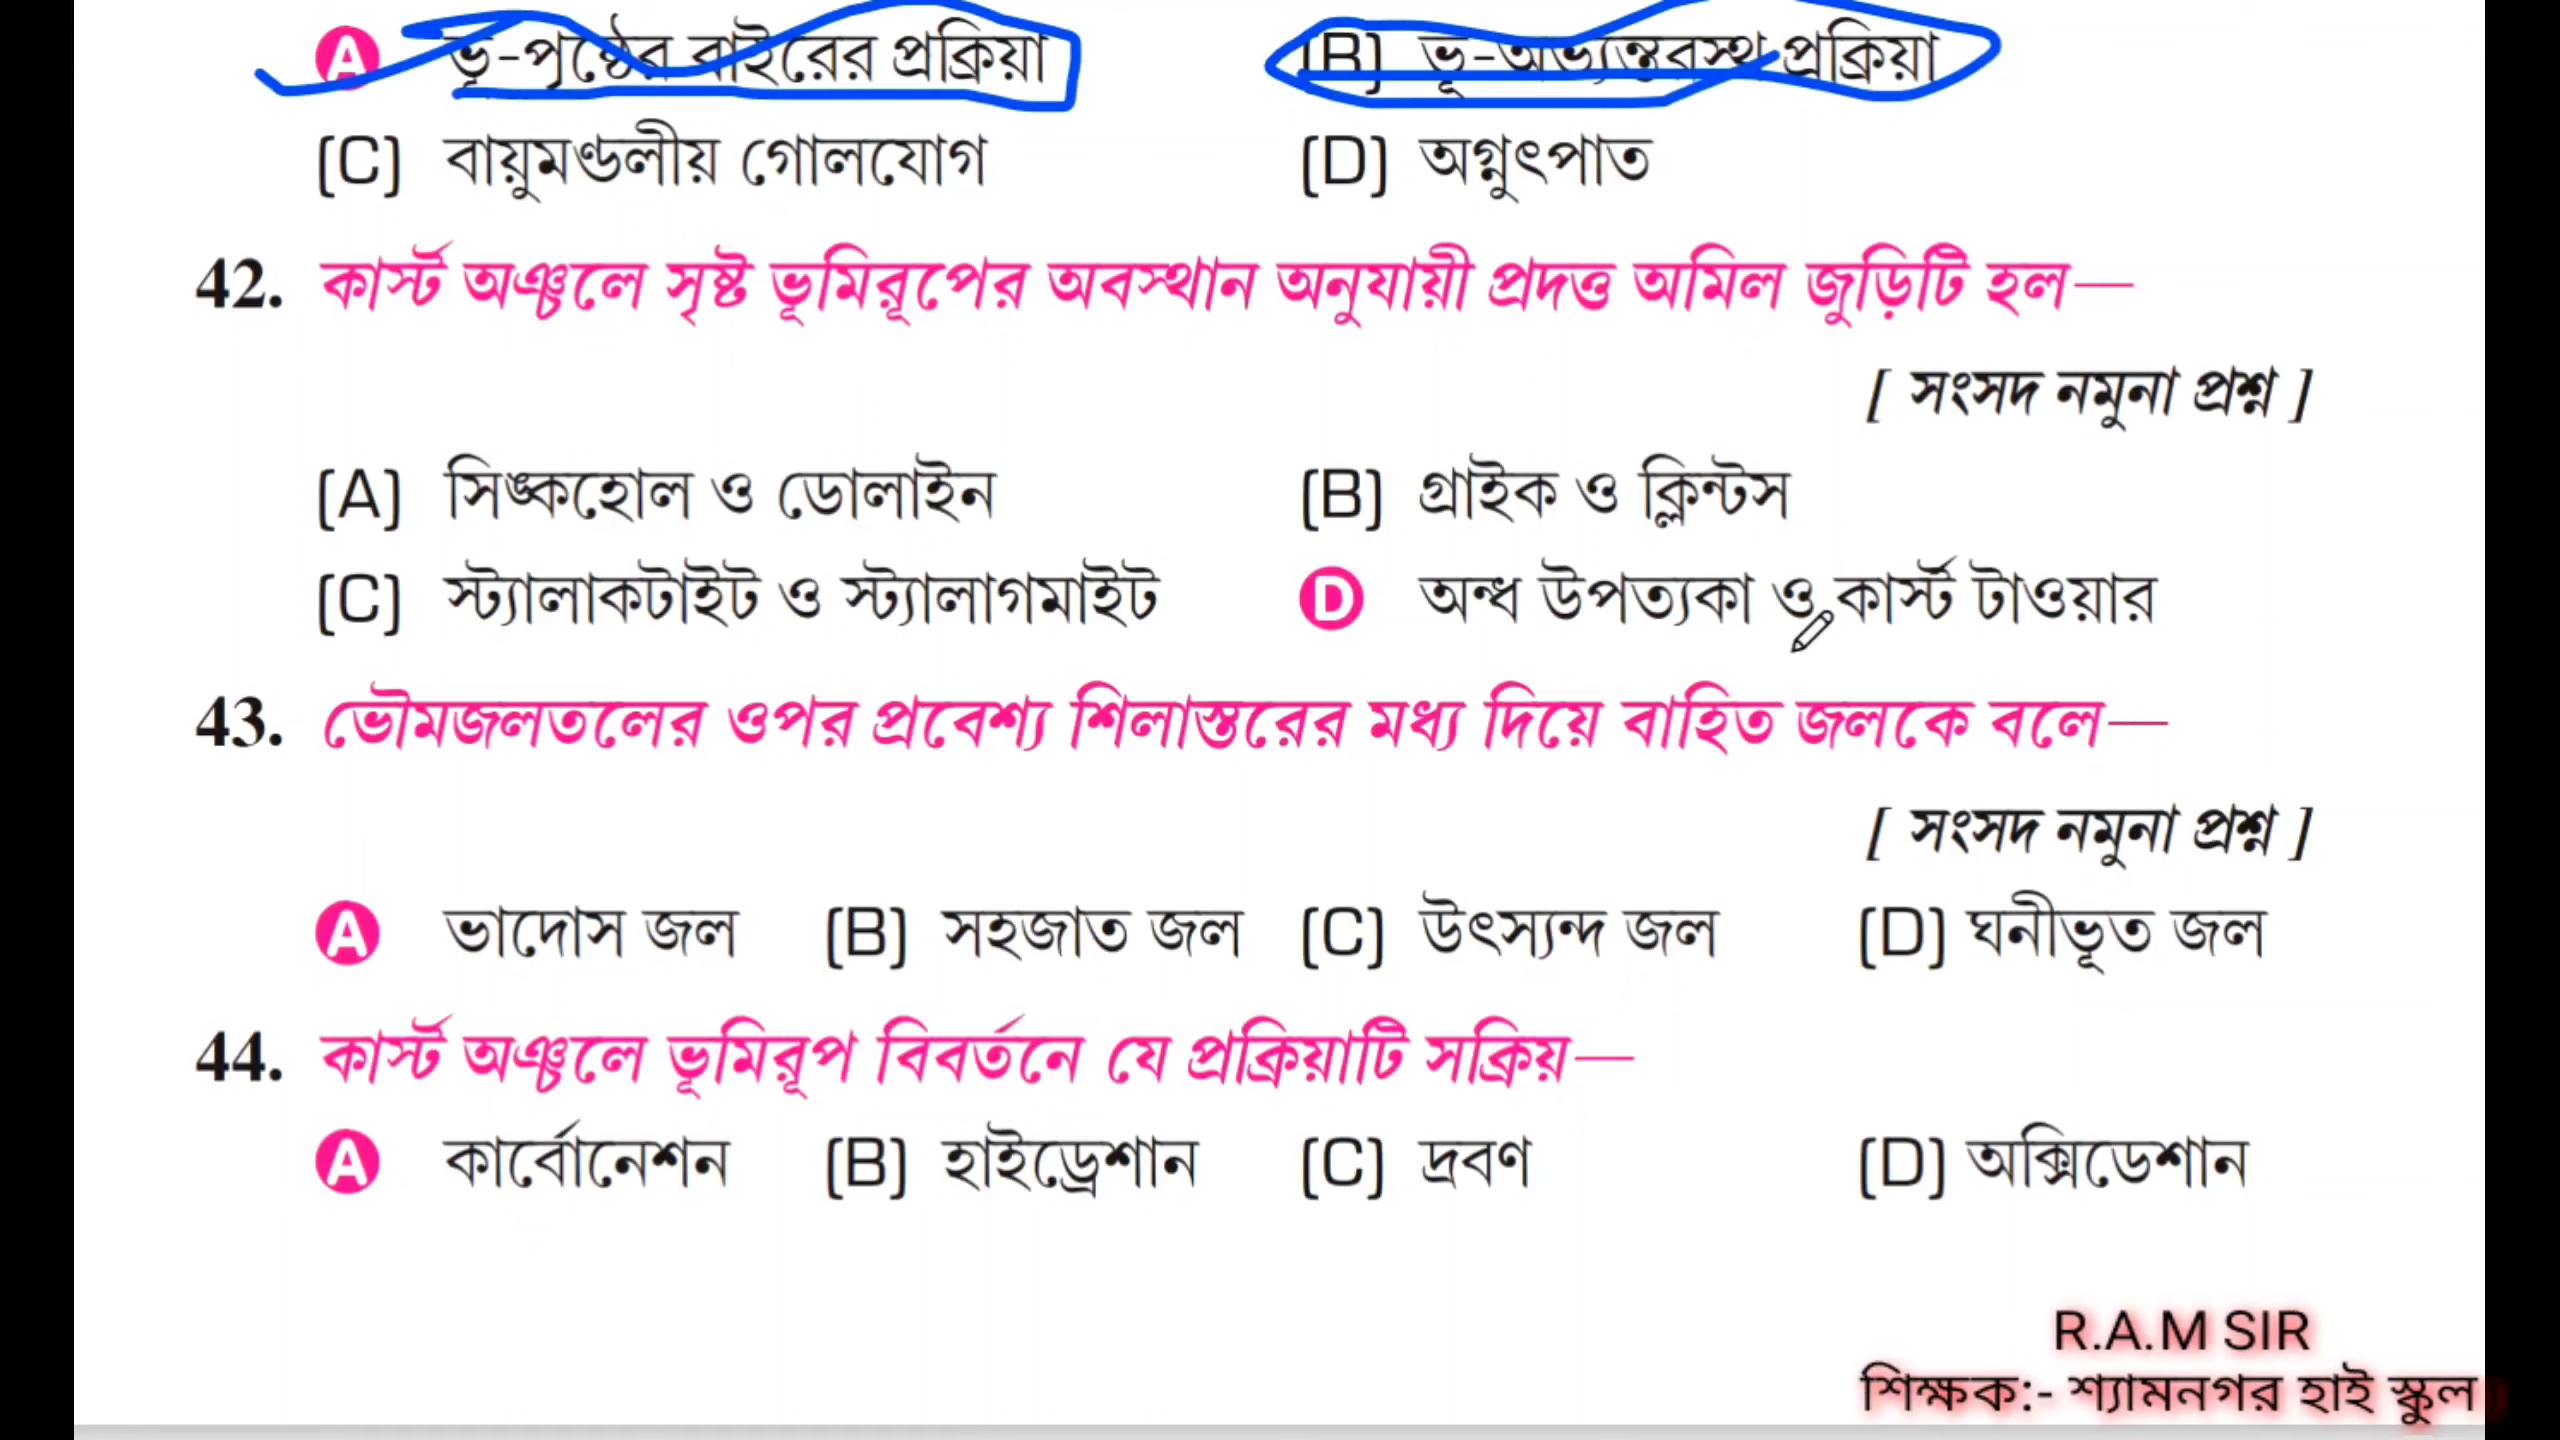 A ভূ-পৃষ্ঠের বাইরের প্রক্রিয়া (B) ভূ-অভ্যন্তরস্থ প্রক্রিয়া
(C) বায়ুমণ্ডলীয় গোলযোগ (D) অগ্নুৎপাত
42. কার্স্ট অঞ্চলে সৃষ্ট ভূমিরূপের অবস্থান অনুযায়ী প্রদত্ত অমিল জুড়িটি হল—
[ সংসদ নমুনা প্রশ্ন ]
(A) সিঙ্কহোল ও ডোলাইন (B) গ্রাইক ও ক্লিন্টস
(C) স্ট্যালাকটাইট ও স্ট্যালাগমাইট D অন্ধ উপত্যকা ও কার্স্ট টাওয়ার
43. ভৌমজলতলের ওপর প্রবেশ্য শিলাস্তরের মধ্য দিয়ে বাহিত জলকে বলে—
[ সংসদ নমুনা প্রশ্ন ]
A ভাদোস জল (B) সহজাত জল (C) উৎস্যন্দ জল (D) ঘনীভূত জল
44. কার্স্ট অঞ্চলে ভূমিরূপ বিবর্তনে যে প্রক্রিয়াটি সক্রিয়—
A কার্বোনেশন (B) হাইড্রেশান (C) দ্রবণ (D) অক্সিডেশান
R.A.M SIR
শিক্ষক:- শ্যামনগর হাই স্কুল